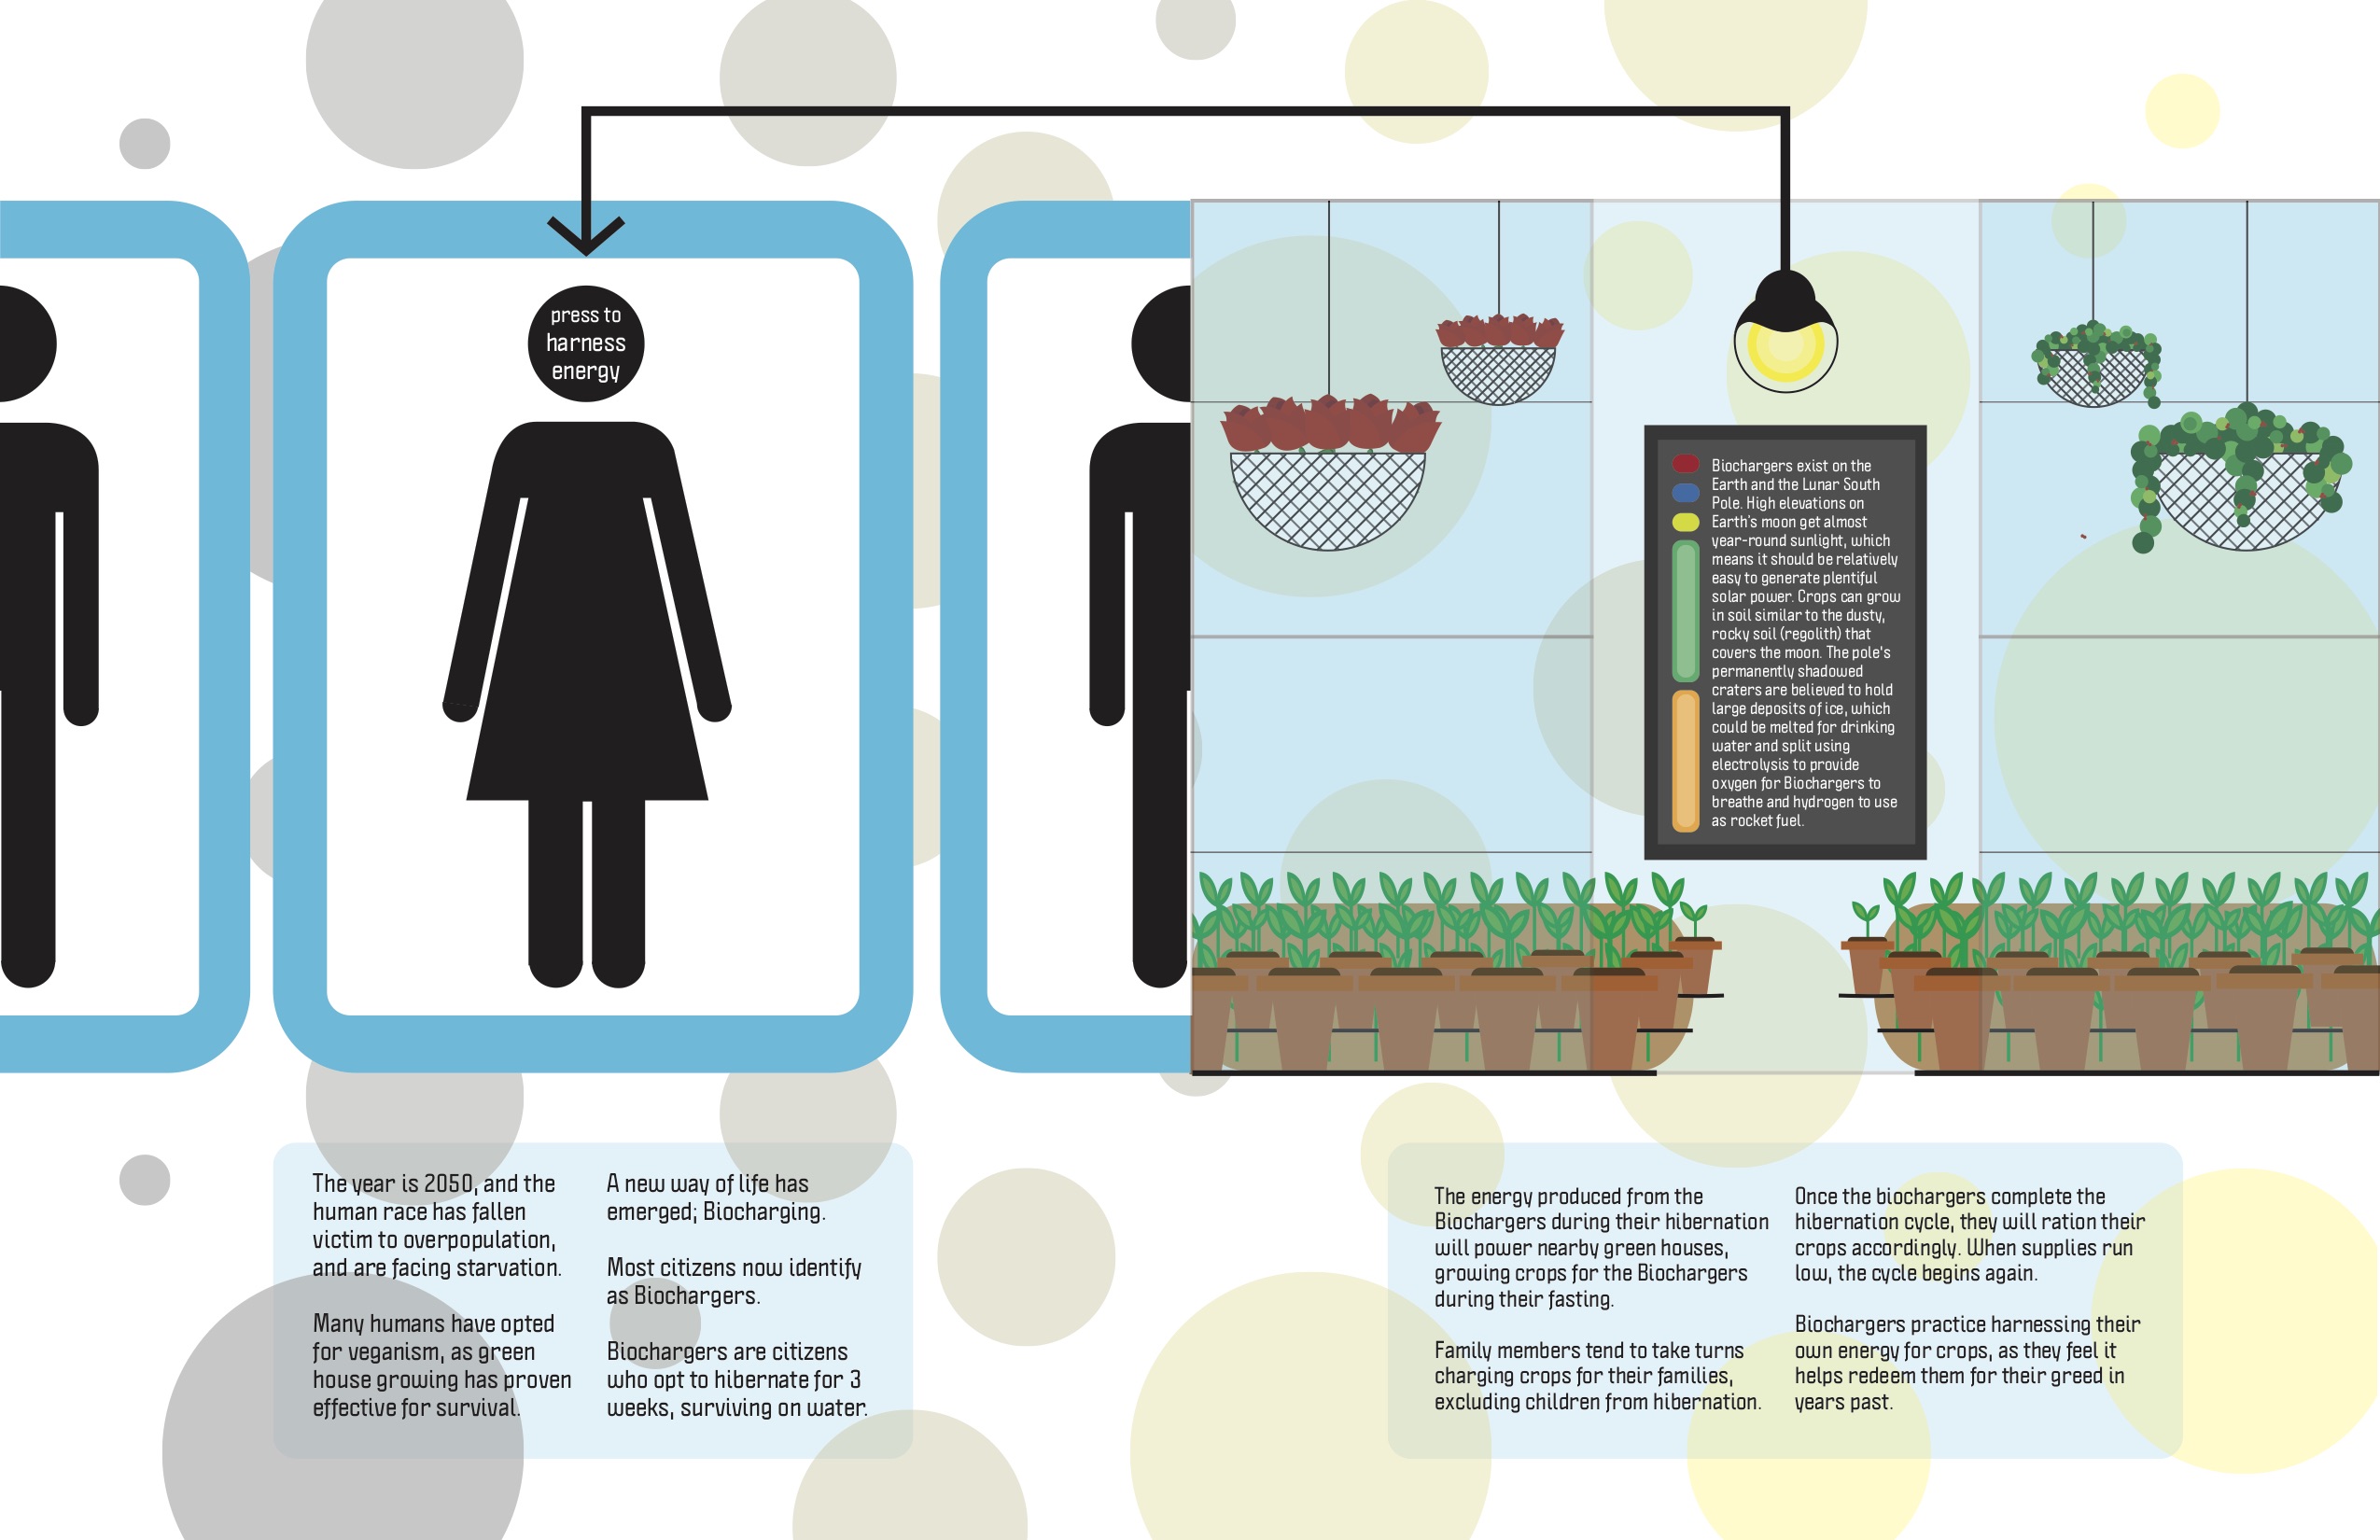 press to
harness
energy
Biochargers exist on the
Earth and the Lunar South
Pole. High elevations on
Earth's moon get almost
year-round sunlight, which
means it should be relatively
easy to generate plentiful
solar power. Crops can grow
in soil similar to the dusty,
rocky soil (regolith) that
covers the moon. The pole's
permanently shadowed
craters are believed to hold
large deposits of ice, which
could be melted for drinking
water and split using
electrolysis to provide
oxygen for Biochargers to
breathe and hydrogen to use
as rocket fuel.
The year is 2050, and the
human race has fallen
victim to overpopulation,
and are facing starvation.
Many humans have opted
for veganism, as green
house growing has proven
effective for survival.
A new way of life has
emerged; Biocharging.
Most citizens now identify
as Biochargers.
Biochargers are citizens
who opt to hibernate for 3
weeks, surviving on water.
The energy produced from the
Biochargers during their hibernation
will power nearby green houses,
growing crops for the Biochargers
during their fasting.
Family members tend to take turns
charging crops for their families,
excluding children from hibernation.
Once the biochargers complete the
hibernation cycle, they will ration their
crops accordingly. When supplies run
low, the cycle begins again.
Biochargers practice harnessing their
own energy for crops, as they feel it
helps redeem them for their greed in
years past.